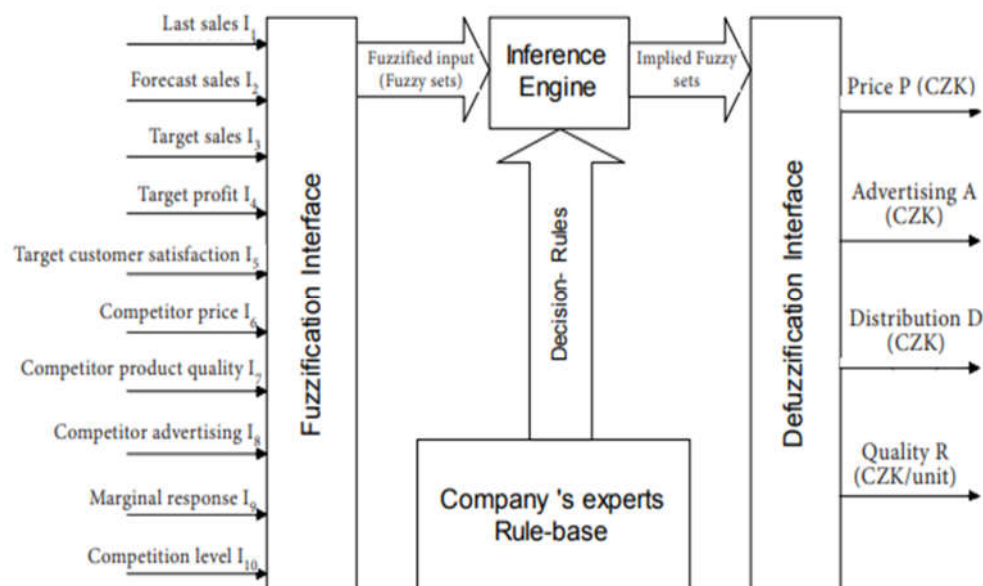 Last sales I1
Forecast sales I2
Target sales I3
Target profit I4
Target customer satisfaction I5
Competitor price I6
Competitor product quality I7
Competitor advertising I8
Marginal response I9
Competition level I10
Fuzzification Interface
Fuzzified input
(Fuzzy sets)
Inference
Engine
Implied Fuzzy
sets
Decision- Rules
Company 's experts
Rule-base
Defuzzification Interface
Price P (CZK)
Advertising A
(CZK)
Distribution D
(CZK)
Quality R
(CZK/unit)